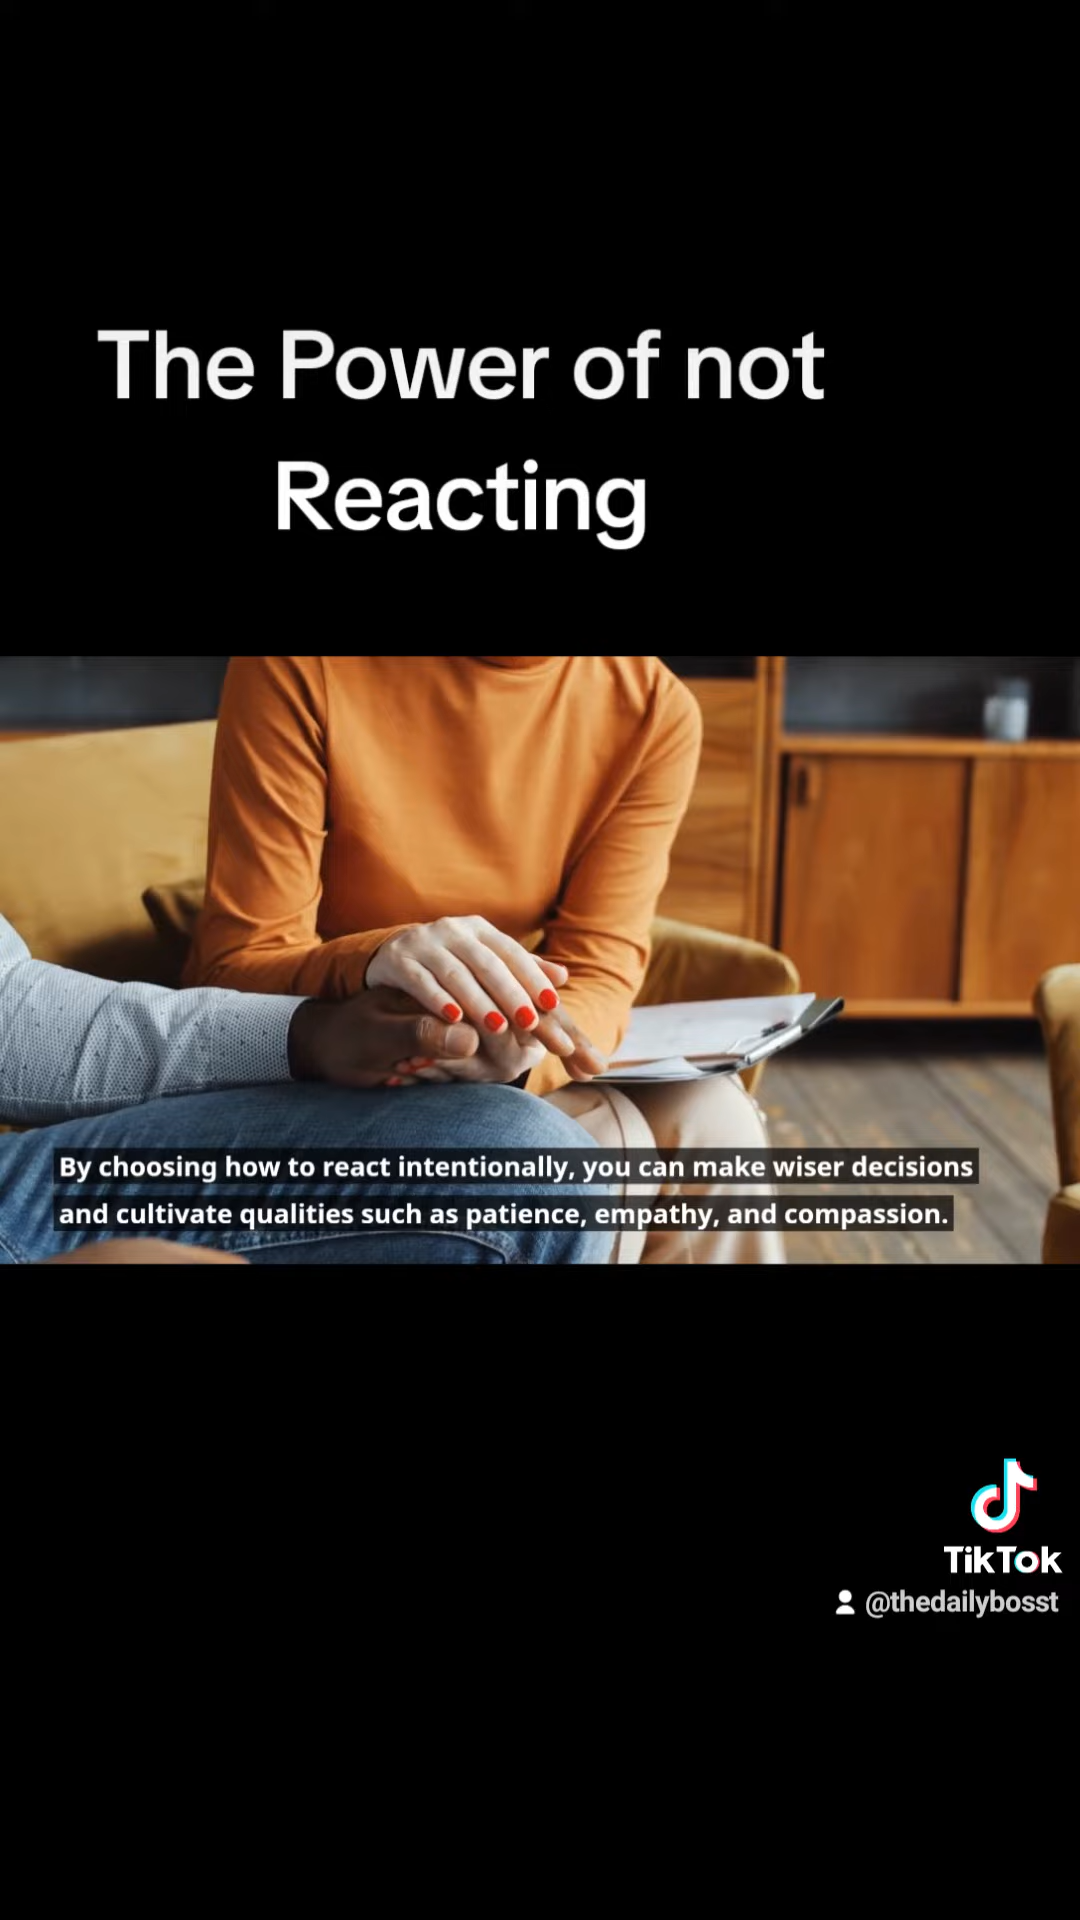 The Power of not
Reacting
By choosing how to react intentionally, you can make wiser decisions
and cultivate qualities such as patience, empathy, and compassion.
TikTok
@thedailybosst